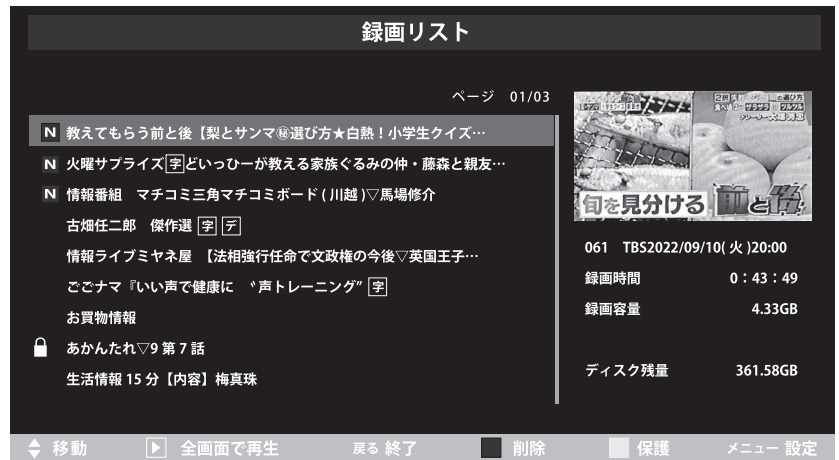 録画リスト
ページ 01/03
N 教えてもらう前と後【梨とサンマ㊙選び方★白熱！小学生クイズ…
N 火曜サプライズ字どいっひーが教える家族ぐるみの仲・藤森と親友…
N 情報番組 マチコミ三角マチコミボード(川越)▽馬場修介
古畑任二郎 傑作選 字 デ
情報ライブミヤネ屋 【法相強行任命で文政権の今後▽英国王子…
ごごナマ『いい声で健康に 〝声トレーニング” 字
お買物情報
あかんたれ▽9 第7話
生活情報15分【内容】梅真珠
旬を見分ける 前と後
061 TBS2022/09/10(火)20:00
録画時間 0：43：49
録画容量 4.33GB
ディスク残量 361.58GB
移動 全画面で再生 戻る 終了 削除 保護 メニュー 設定